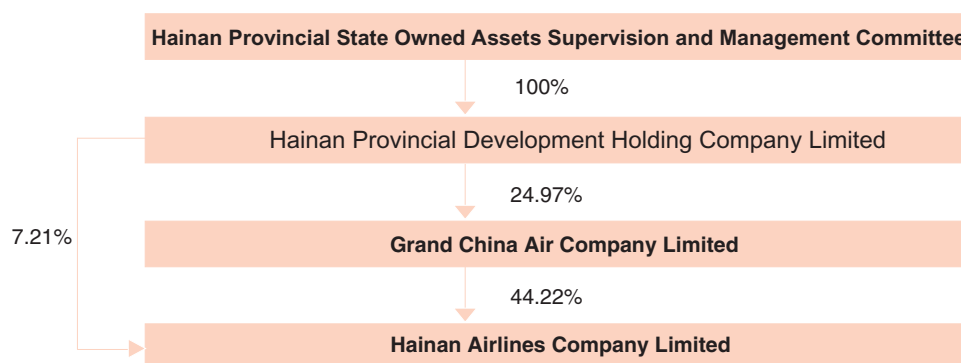 Hainan Provincial State Owned Assets Supervision and Management Committee
100%
Hainan Provincial Development Holding Company Limited
24.97%
7.21%
Grand China Air Company Limited
44.22%
Hainan Airlines Company Limited